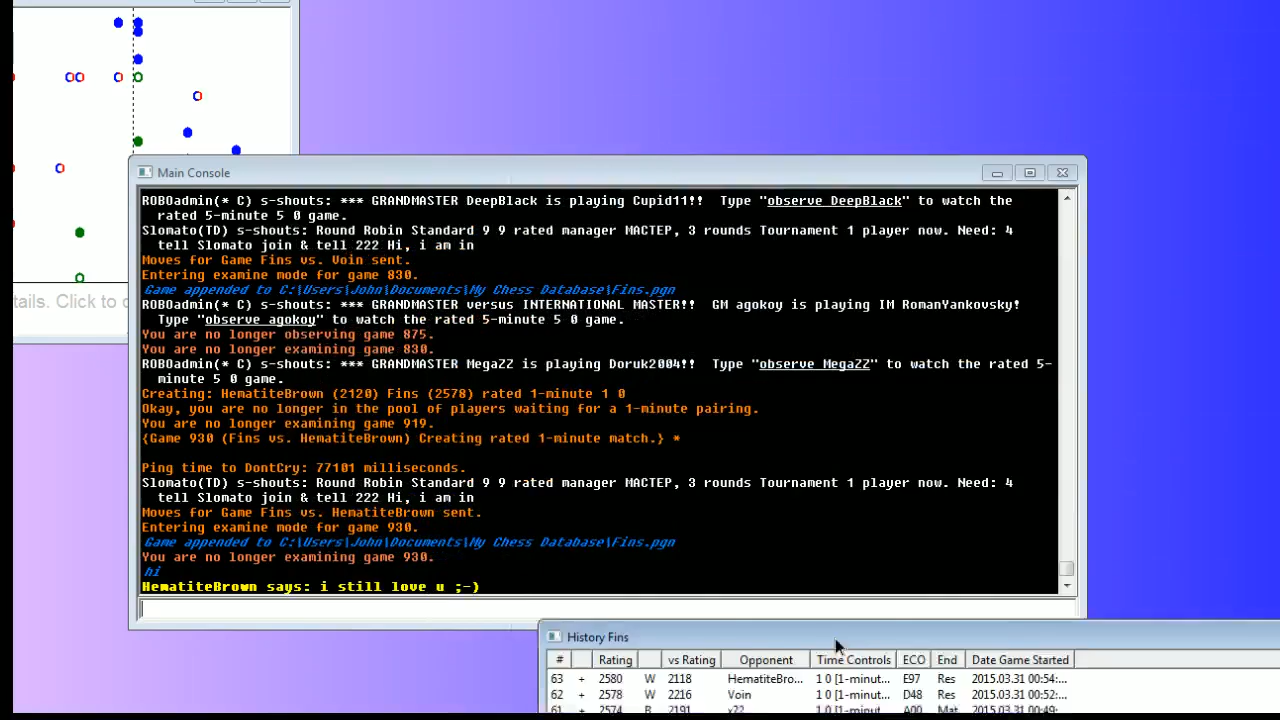 Main Console
ROBOadmin(* C) s-shouts: *** GRANDMASTER DeepBlack is playing Cupid11!!  Type "observe DeepBlack" to watch the
rated 5-minute 5 0 game.
Slomato(TD) s-shouts: Round Robin Standard 9 9 rated manager MACTEP, 3 rounds Tournament 1 player now. Need: 4
tell Slomato join & tell 222 Hi, i am in
Moves for Game Fins vs. Voin sent.
Entering examine mode for game 830.
Game appended to C:\Users\John\Documents\My Chess Database\Fins.pgn
ROBOadmin(* C) s-shouts: *** GRANDMASTER versus INTERNATIONAL MASTER!!  GM agokoy is playing IM RomanYankovsky!
Type "observe agokoy" to watch the rated 5-minute 5 0 game.
You are no longer observing game 875.
You are no longer examining game 830.
ROBOadmin(* C) s-shouts: *** GRANDMASTER MegaZZ is playing Doruk2004!!  Type "observe MegaZZ" to watch the rated 5-
minute 5 0 game.
Creating: HematiteBrown (2120) Fins (2578) rated 1-minute 1 0
Okay, you are no longer in the pool of players waiting for a 1-minute pairing.
You are no longer examining game 919.
{Game 930 (Fins vs. HematiteBrown) Creating rated 1-minute match.} *
Ping time to DontCry: 77101 milliseconds.
Slomato(TD) s-shouts: Round Robin Standard 9 9 rated manager MACTEP, 3 rounds Tournament 1 player now. Need: 4
tell Slomato join & tell 222 Hi, i am in
Moves for Game Fins vs. HematiteBrown sent.
Entering examine mode for game 930.
Game appended to C:\Users\John\Documents\My Chess Database\Fins.pgn
You are no longer examining game 930.
hi
HematiteBrown says: i still love u ;-)
tails. Click to
History Fins
# Rating vs Rating Opponent Time Controls ECO End Date Game Started
63 + 2580 W 2118 HematiteBro... 1 0 [1-minut... E97 Res 2015.03.31 00:54:...
62 + 2578 W 2216 Voin 1 0 [1-minut... D48 Res 2015.03.31 00:52:...
61 + 2574 B 2191 x22 1 0 [1-minut... A00 Mat 2015.03.31 00:49:...